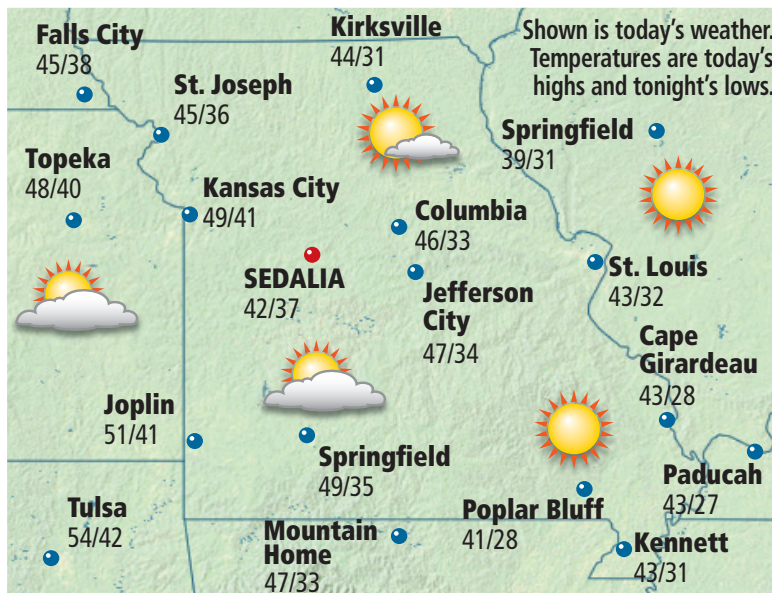 Shown is today's weather.
Temperatures are today's
highs and tonight's lows.
Falls City
45/38
Kirksville
44/31
St. Joseph
45/36
Springfield
39/31
Topeka
48/40
Kansas City
49/41
Columbia
46/33
SEDALIA
42/37
St. Louis
43/32
Jefferson
City
47/34
Cape
Girardeau
43/28
Joplin
51/41
Springfield
49/35
Paducah
43/27
Poplar Bluff
41/28
Tulsa
54/42
Mountain
Home
47/33
Kennett
43/31